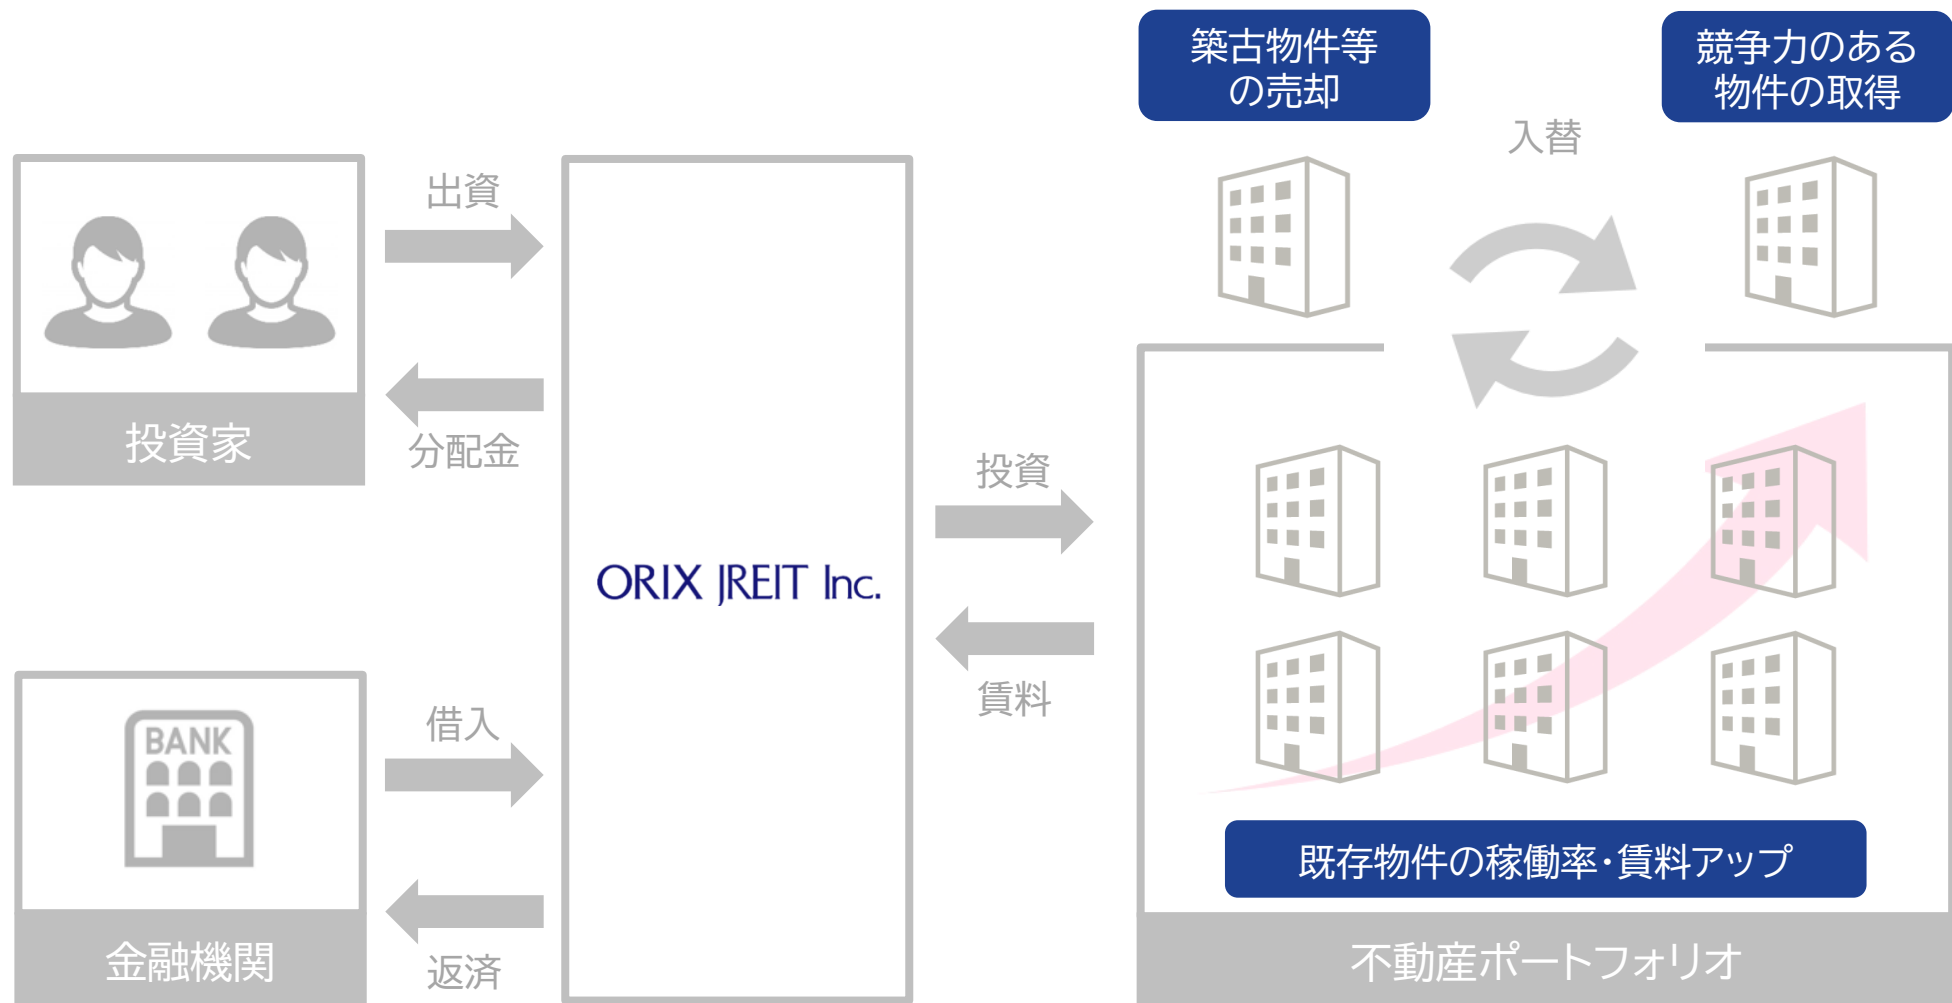 築古物件等
の売却
競争力のある
物件の取得
入替
出資
分配金
投資家
投資
ORIX JREIT Inc.
賃料
BANK
借入
返済
金融機関
既存物件の稼働率・賃料アップ
不動産ポートフォリオ